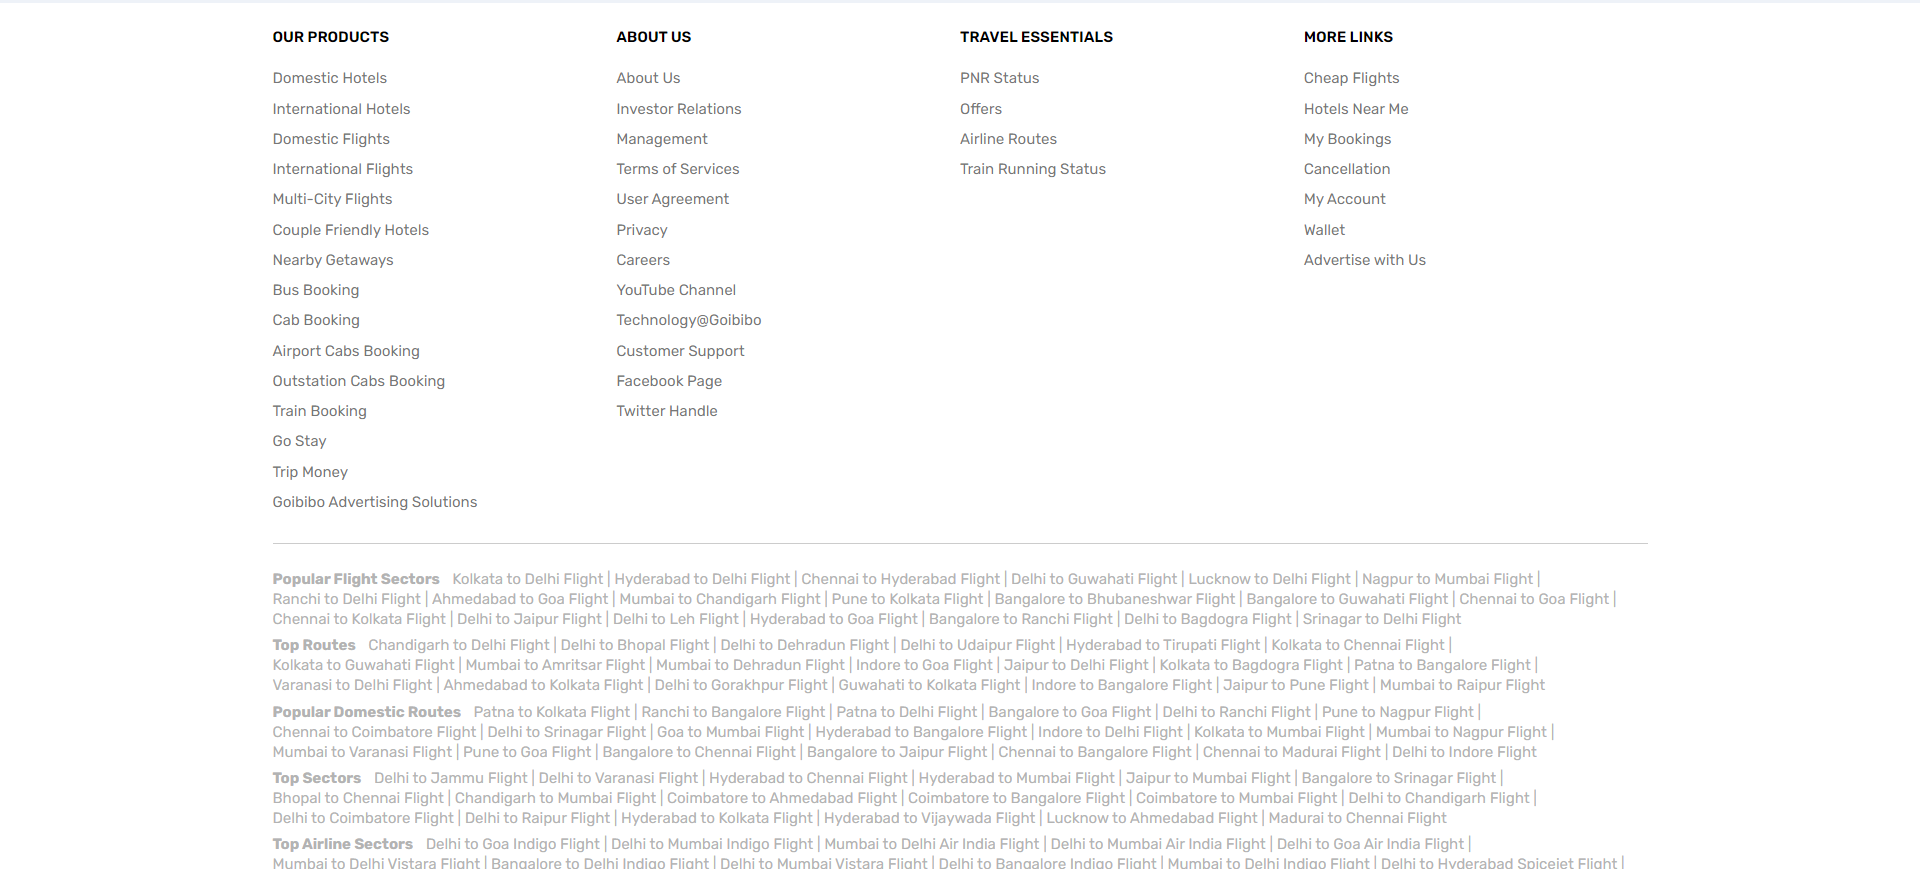 OUR PRODUCTS
Domestic Hotels
International Hotels
Domestic Flights
International Flights
Multi-City Flights
Couple Friendly Hotels
Nearby Getaways
Bus Booking
Cab Booking
Airport Cabs Booking
Outstation Cabs Booking
Train Booking
Go Stay
Trip Money
Goibibo Advertising Solutions
ABOUT US
About Us
Investor Relations
Management
Terms of Services
User Agreement
Privacy
Careers
YouTube Channel
Technology@Goibibo
Customer Support
Facebook Page
Twitter Handle
TRAVEL ESSENTIALS
PNR Status
Offers
Airline Routes
Train Running Status
MORE LINKS
Cheap Flights
Hotels Near Me
My Bookings
Cancellation
My Account
Wallet
Advertise with Us
Popular Flight Sectors Kolkata to Delhi Flight | Hyderabad to Delhi Flight | Chennai to Hyderabad Flight | Delhi to Guwahati Flight | Lucknow to Delhi Flight | Nagpur to Mumbai Flight |
Ranchi to Delhi Flight | Ahmedabad to Goa Flight | Mumbai to Chandigarh Flight | Pune to Kolkata Flight | Bangalore to Bhubaneshwar Flight | Bangalore to Guwahati Flight | Chennai to Goa Flight |
Chennai to Kolkata Flight | Delhi to Jaipur Flight | Delhi to Leh Flight | Hyderabad to Goa Flight | Bangalore to Ranchi Flight | Delhi to Bagdogra Flight | Srinagar to Delhi Flight
Top Routes Chandigarh to Delhi Flight | Delhi to Bhopal Flight | Delhi to Dehradun Flight | Delhi to Udaipur Flight | Hyderabad to Tirupati Flight | Kolkata to Chennai Flight |
Kolkata to Guwahati Flight | Mumbai to Amritsar Flight | Mumbai to Dehradun Flight | Indore to Goa Flight | Jaipur to Delhi Flight | Kolkata to Bagdogra Flight | Patna to Bangalore Flight |
Varanasi to Delhi Flight | Ahmedabad to Kolkata Flight | Delhi to Gorakhpur Flight | Guwahati to Kolkata Flight | Indore to Bangalore Flight | Jaipur to Pune Flight | Mumbai to Raipur Flight
Popular Domestic Routes Patna to Kolkata Flight | Ranchi to Bangalore Flight | Patna to Delhi Flight | Bangalore to Goa Flight | Delhi to Ranchi Flight | Pune to Nagpur Flight |
Chennai to Coimbatore Flight | Delhi to Srinagar Flight | Goa to Mumbai Flight | Hyderabad to Bangalore Flight | Indore to Delhi Flight | Kolkata to Mumbai Flight | Mumbai to Nagpur Flight |
Mumbai to Varanasi Flight | Pune to Goa Flight | Bangalore to Chennai Flight | Bangalore to Jaipur Flight | Chennai to Bangalore Flight | Chennai to Madurai Flight | Delhi to Indore Flight
Top Sectors Delhi to Jammu Flight | Delhi to Varanasi Flight | Hyderabad to Chennai Flight | Hyderabad to Mumbai Flight | Jaipur to Mumbai Flight | Bangalore to Srinagar Flight |
Bhopal to Chennai Flight | Chandigarh to Mumbai Flight | Coimbatore to Ahmedabad Flight | Coimbatore to Bangalore Flight | Coimbatore to Mumbai Flight | Delhi to Chandigarh Flight |
Delhi to Coimbatore Flight | Delhi to Raipur Flight | Hyderabad to Kolkata Flight | Hyderabad to Vijaywada Flight | Lucknow to Ahmedabad Flight | Madurai to Chennai Flight
Top Airline Sectors Delhi to Goa Indigo Flight | Delhi to Mumbai Indigo Flight | Mumbai to Delhi Air India Flight | Delhi to Mumbai Air India Flight | Delhi to Goa Air India Flight |
Mumbai to Delhi Vistara Flight | Bangalore to Delhi Indigo Flight | Delhi to Mumbai Vistara Flight | Delhi to Bangalore Indigo Flight | Mumbai to Delhi Indigo Flight | Delhi to Hyderabad Spicejet Flight |